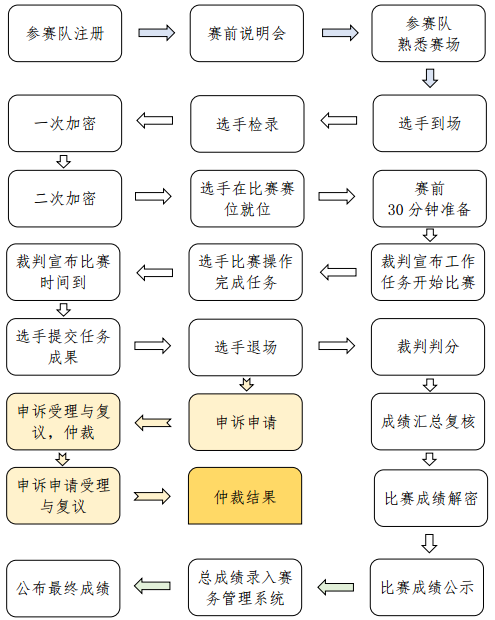 参赛队注册
赛前说明会
参赛队
熟悉赛场
一次加密
选手检录
选手到场
二次加密
选手在比赛赛
位就位
赛前
30 分钟准备
裁判宣布比赛
时间到
选手比赛操作
完成任务
裁判宣布工作
任务开始比赛
选手提交任务
成果
选手退场
裁判判分
申诉受理与复
议，仲裁
申诉申请
成绩汇总复核
申诉申请受理
与复议
仲裁结果
比赛成绩解密
公布最终成绩
总成绩录入赛
务管理系统
比赛成绩公示